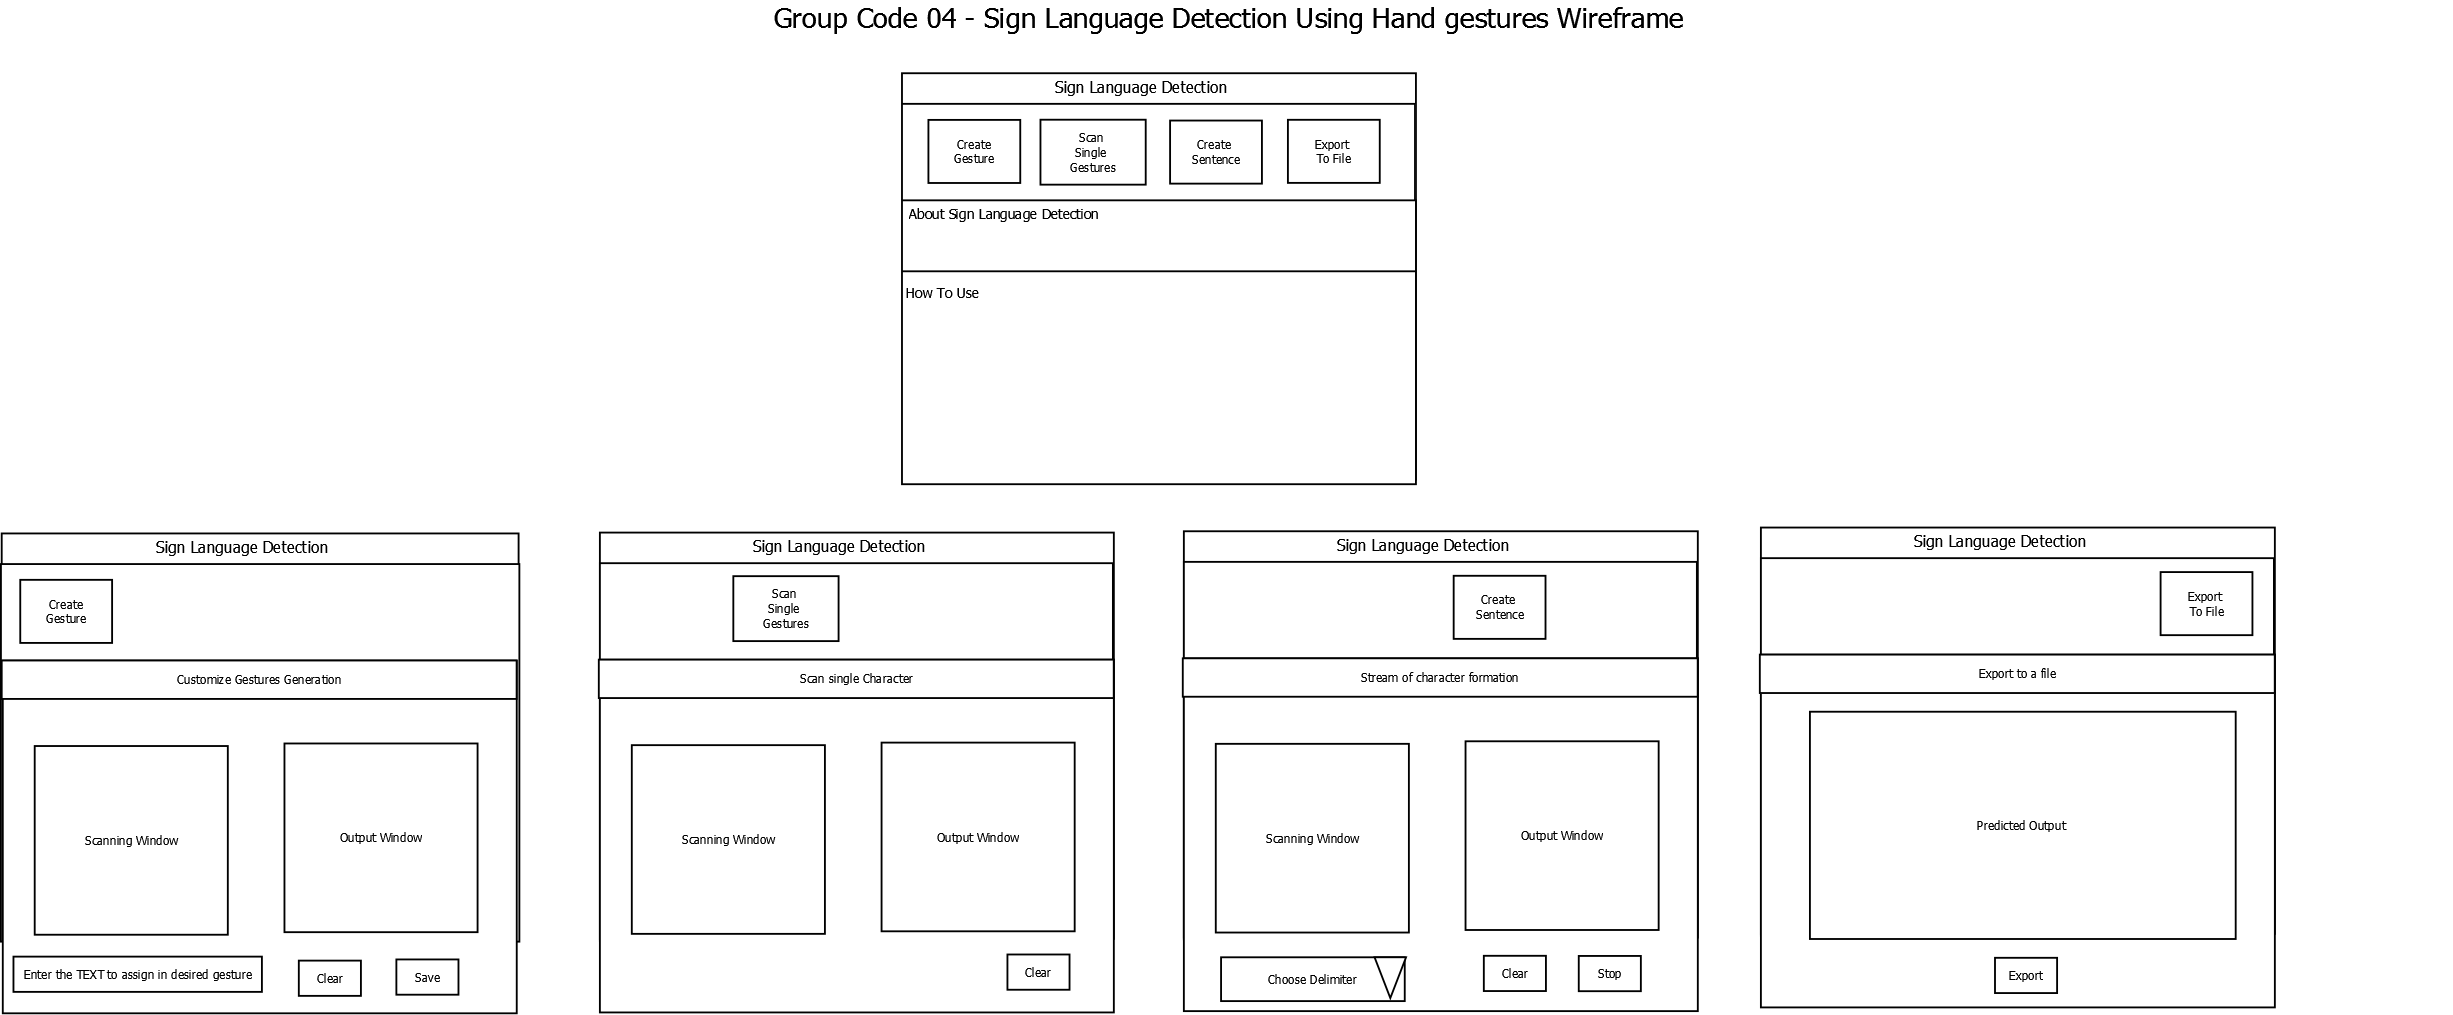 Group Code 04 - Sign Language Detection Using Hand gestures Wireframe
Sign Language Detection
Create
Gesture
Scan
Single
Gestures
Create
Sentence
Export
To File
About Sign Language Detection
How To Use
Sign Language Detection
Create
Gesture
Customize Gestures Generation
Scanning Window
Output Window
Enter the TEXT to assign in desired gesture
Clear
Save
Sign Language Detection
Scan
Single
Gestures
Scan single Character
Scanning Window
Output Window
Clear
Sign Language Detection
Create
Sentence
Stream of character formation
Scanning Window
Output Window
Choose Delimiter
Clear
Stop
Sign Language Detection
Export
To File
Export to a file
Predicted Output
Export